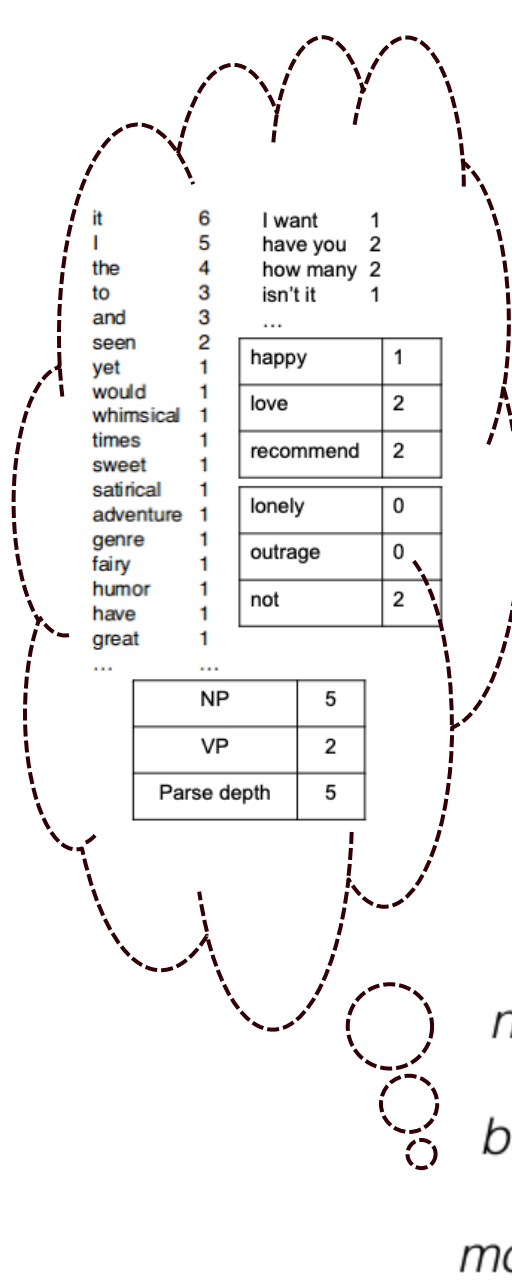 it 6
I 5
the 4
to 3
and 3
seen 2
yet 1
would 1
whimsical 1
times 1
sweet 1
satirical 1
adventure 1
genre 1
fairy 1
humor 1
have 1
great 1
... ...
I want 1
have you 2
how many 2
isn't it 1
...
happy 1
love 2
recommend 2
lonely 0
outrage 0
not 2
NP 5
VP 2
Parse depth 5